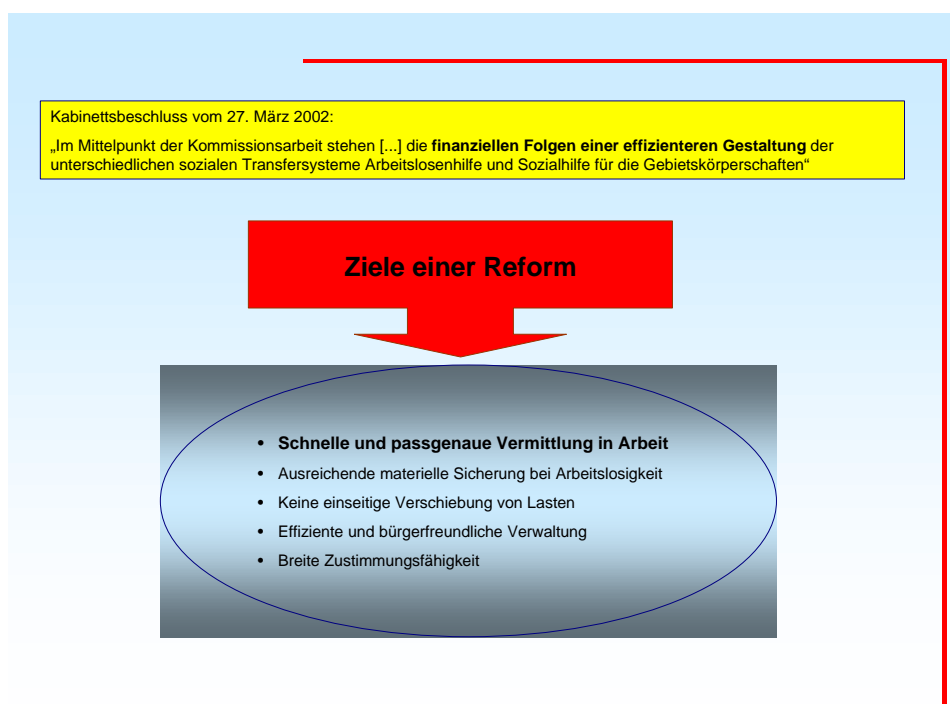 Kabinettsbeschluss vom 27. März 2002:
„Im Mittelpunkt der Kommissionsarbeit stehen [...] die finanziellen Folgen einer effizienteren Gestaltung der
unterschiedlichen sozialen Transfersysteme Arbeitslosenhilfe und Sozialhilfe für die Gebietskörperschaften“
Ziele einer Reform
• Schnelle und passgenaue Vermittlung in Arbeit
• Ausreichende materielle Sicherung bei Arbeitslosigkeit
• Keine einseitige Verschiebung von Lasten
• Effiziente und bürgerfreundliche Verwaltung
• Breite Zustimmungsfähigkeit